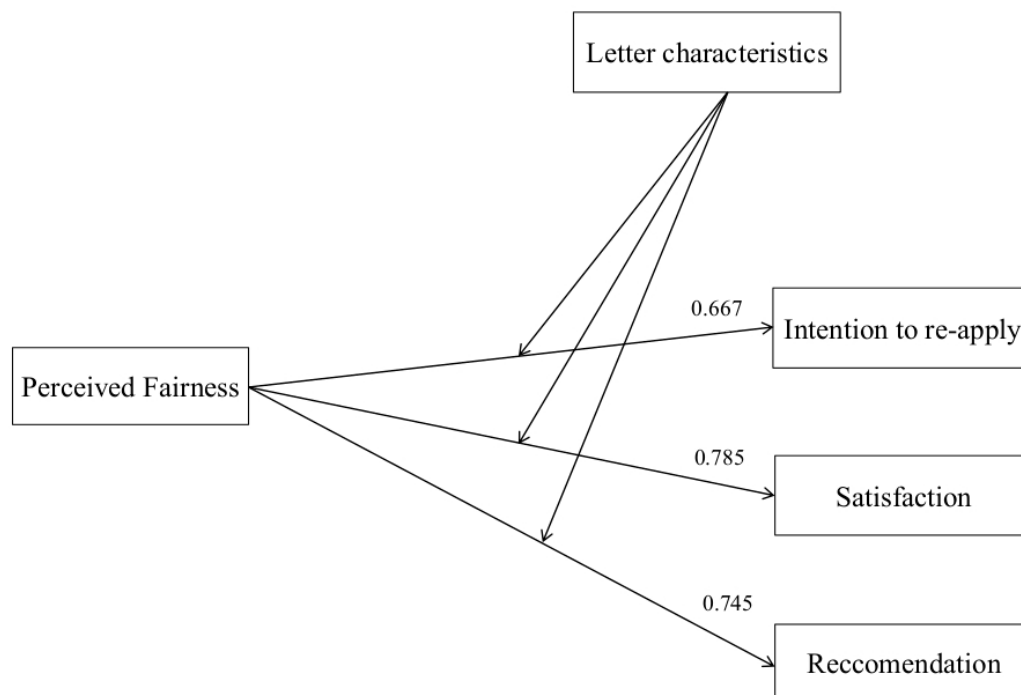 Letter characteristics
0.667
Intention to re-apply
Perceived Fairness
0.785
Satisfaction
0.745
Reccomendation